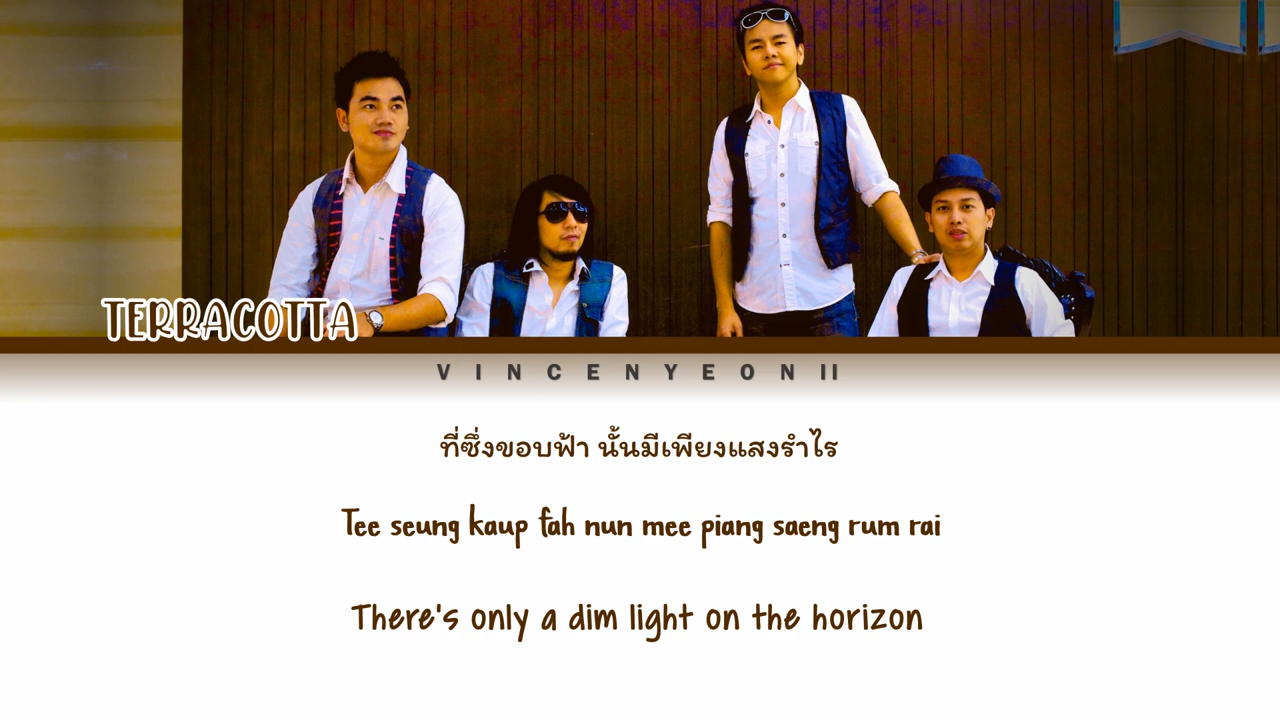 TERRACOTTA
VINCENYEON II
ที่ซึ่งขอบฟ้า นั้นมีเพียงแสงรำไร
Tee seung kaup fah nun mee piang saeng rum rai
There's only a dim light on the horizon